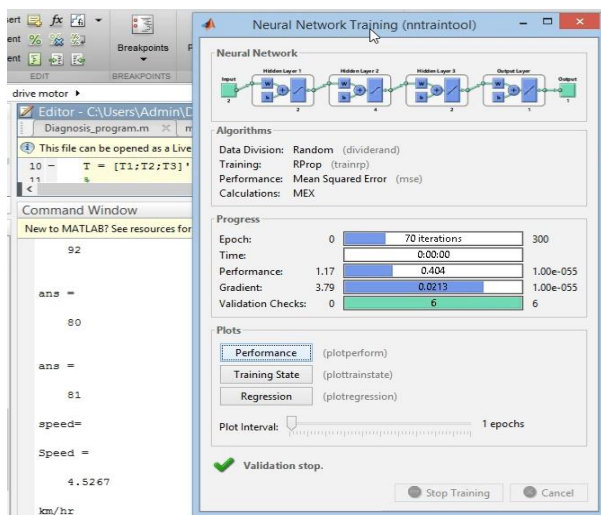 ert fx
ent %
ent
EDIT
Breakpoints
BREAKPOINTS
P
drive motor
Editor - C:\Users\Admin\D
Diagnosis_program.m
m
This file can be opened as a Live
10 - T = [T1;T2;T3]'
11 %
Command Window
New to MATLAB? See resources for
92
ans =
80
ans =
81
speed=
Speed =
4.5267
km/hr
Neural Network Training (nntraintool)
Neural Network
Hidden Layer 1 Hidden Layer 2 Hidden Layer 3 Output Layer
Input Output
W b W b W b W b
2 2 4 2 1 1
Algorithms
Data Division: Random (dividerand)
Training: RProp (trainrp)
Performance: Mean Squared Error (mse)
Calculations: MEX
Progress
Epoch: 0 70 iterations 300
Time: 0:00:00
Performance: 1.17 0.404 1.00e-055
Gradient: 3.79 0.0213 1.00e-055
Validation Checks: 0 6 6
Plots
Performance (plotperform)
Training State (plottrainstate)
Regression (plotregression)
Plot Interval: 1 epochs
Validation stop.
Stop Training Cancel